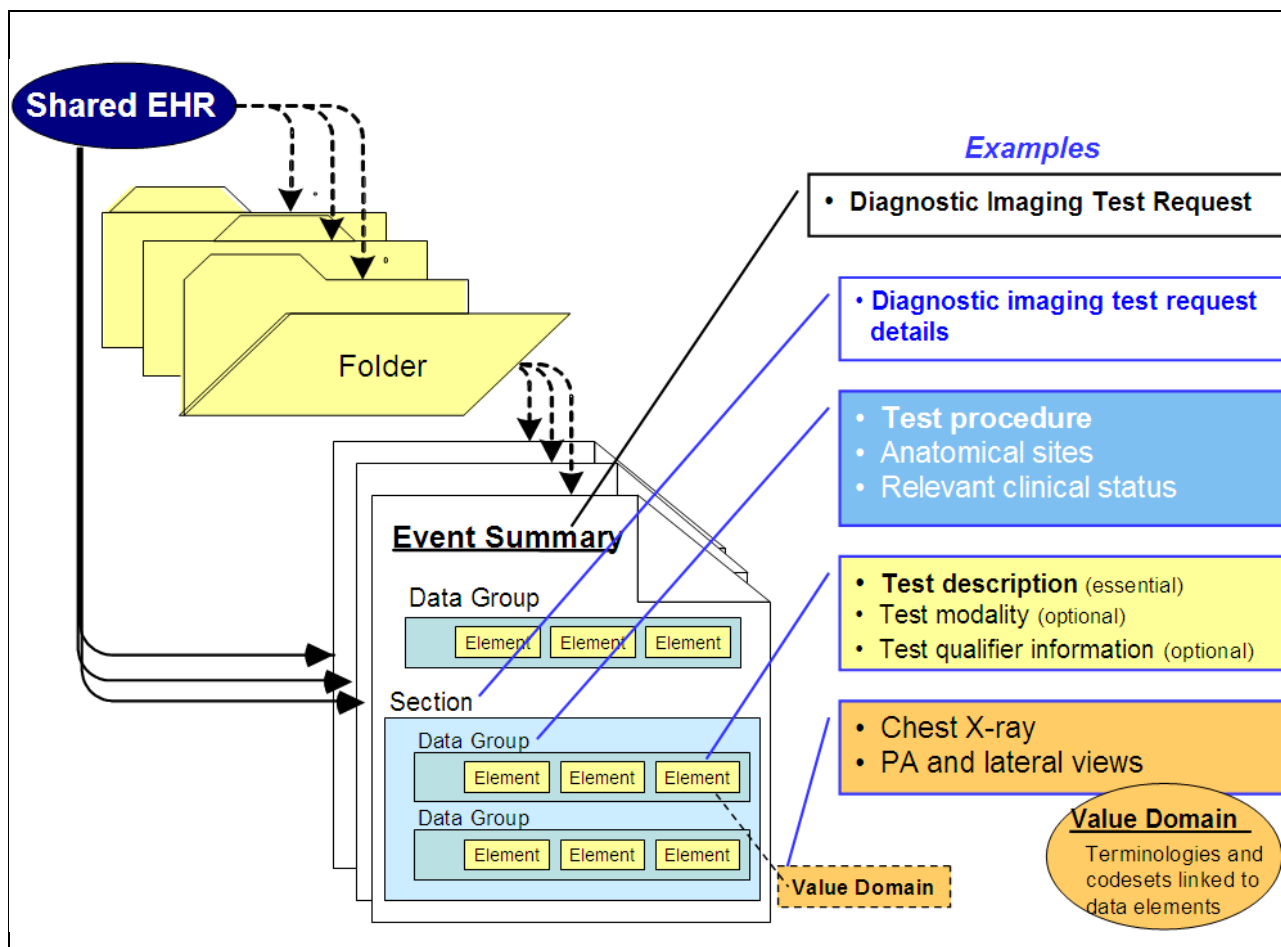 Shared EHR
Folder
Event Summary
Data Group
Element Element Element
Section
Data Group
Element Element Element
Data Group
Element Element Element
Value Domain
Examples
• Diagnostic Imaging Test Request
• Diagnostic imaging test request
details
• Test procedure
• Anatomical sites
• Relevant clinical status
• Test description (essential)
• Test modality (optional)
• Test qualifier information (optional)
• Chest X-ray
• PA and lateral views
Value Domain
Terminologies and
codesets linked to
data elements